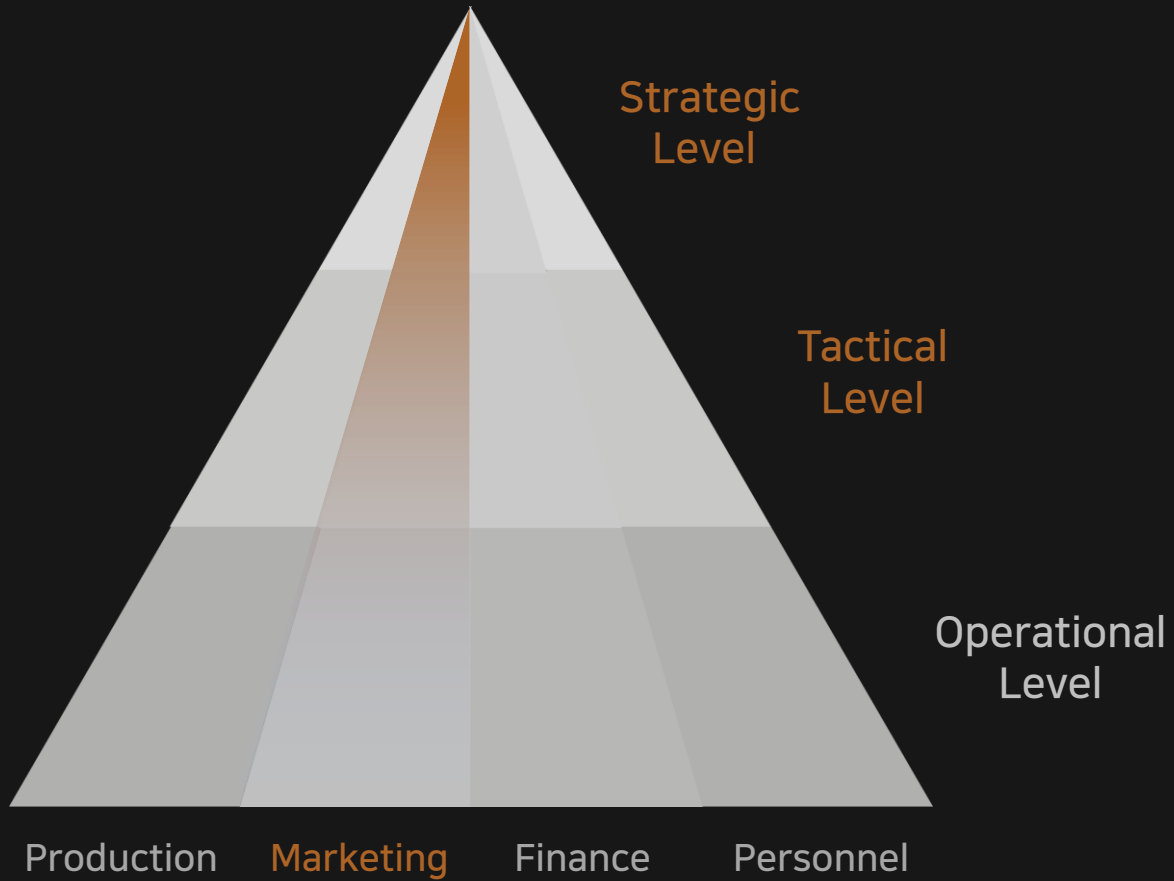 Strategic
Level
Tactical
Level
Operational
Level
Production Marketing Finance Personnel